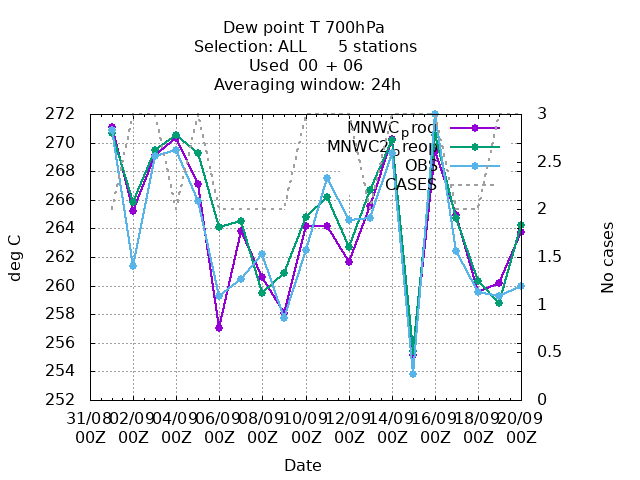 Dew point T 700hPa
Selection: ALL 5 stations
Used 00 + 06
Averaging window: 24h
MNWC_prod
MNWC2_preop
OBS
CASES
272
270
268
266
264
262
260
258
256
254
252
3
2.5
2
1.5
1
0.5
0
deg C
No cases
31/08 02/09 04/09 06/09 08/09 10/09 12/09 14/09 16/09 18/09 20/09
00Z 00Z 00Z 00Z 00Z 00Z 00Z 00Z 00Z 00Z 00Z
Date